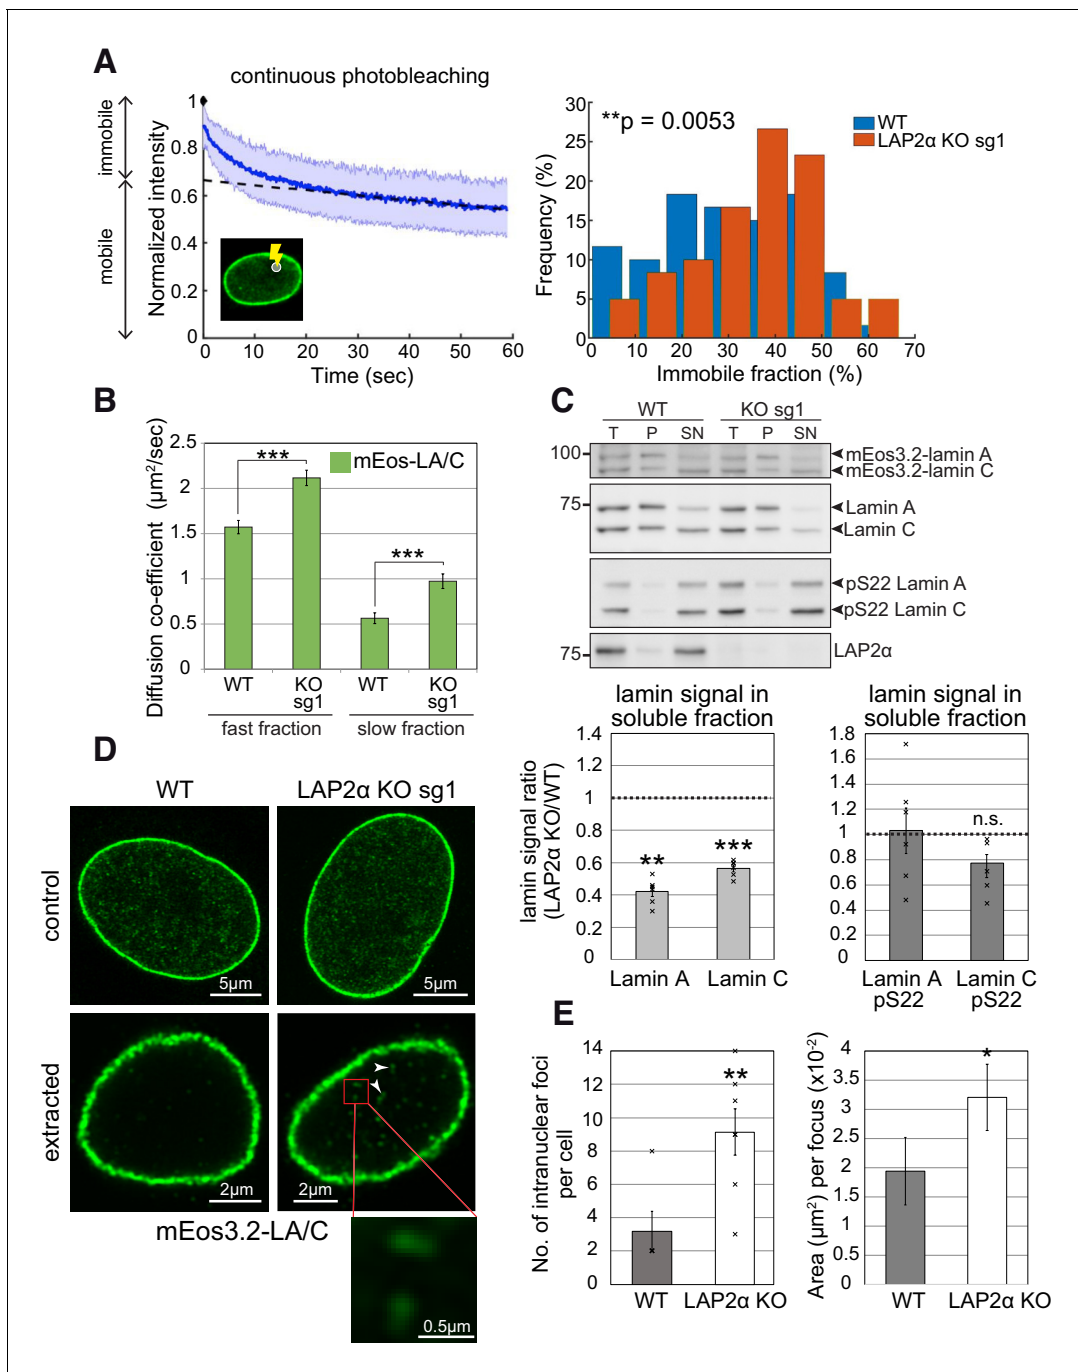 A
continuous photobleaching
immobile
mobile
Normalized intensity
1
0.8
0.6
0.4
0.2
0
0 10 20 30 40 50 60
Time (sec)
**p = 0.0053
WT
LAP2α KO sg1
Frequency (%)
30
25
20
15
10
5
0
0 10 20 30 40 50 60 70
Immobile fraction (%)
B
Diffusion co-efficient (µm²/sec)
2.5
2
1.5
1
0.5
0
mEos-LA/C
***
***
WT KO sg1 WT KO sg1
fast fraction slow fraction
C
WT KO sg1
T P SN T P SN
100
mEos3.2-lamin A
mEos3.2-lamin C
75
Lamin A
Lamin C
pS22 Lamin A
pS22 Lamin C
75
LAP2α
lamin signal in
soluble fraction
lamin signal ratio
(LAP2α KO/WT)
1.4
1.2
1
0.8
0.6
0.4
0.2
0
**
***
Lamin A Lamin C
lamin signal in
soluble fraction
1.8
1.6
1.4
1.2
1
0.8
0.6
0.4
0.2
0
n.s.
Lamin A pS22 Lamin C pS22
D
WT LAP2α KO sg1
control
5µm 5µm
extracted
2µm 2µm
mEos3.2-LA/C
0.5µm
E
No. of intranuclear foci
per cell
14
12
10
8
6
4
2
0
**
WT LAP2α KO
Area (µm²) per focus (x10⁻²)
4
3.5
3
2.5
2
1.5
1
0.5
0
*
WT LAP2α KO